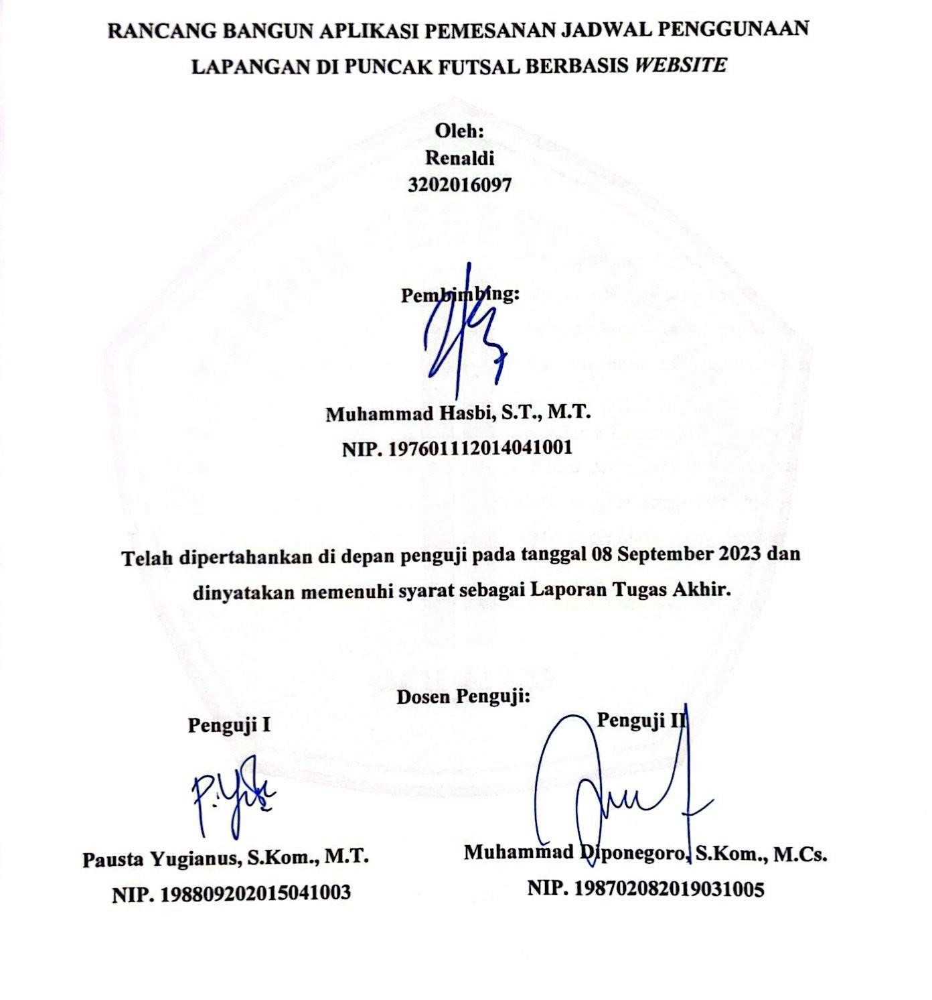 RANCANG BANGUN APLIKASI PEMESANAN JADWAL PENGGUNAAN
LAPANGAN DI PUNCAK FUTSAL BERBASIS WEBSITE
Oleh:
Renaldi
3202016097
Pembimbing:
Muhammad Hasbi, S.T., M.T.
NIP. 197601112014041001
Telah dipertahankan di depan penguji pada tanggal 08 September 2023 dan
dinyatakan memenuhi syarat sebagai Laporan Tugas Akhir.
Dosen Penguji:
Penguji I
Penguji II
Pausta Yugianus, S.Kom., M.T.
Muhammad Diponegoro, S.Kom., M.Cs.
NIP. 198809202015041003
NIP. 198702082019031005